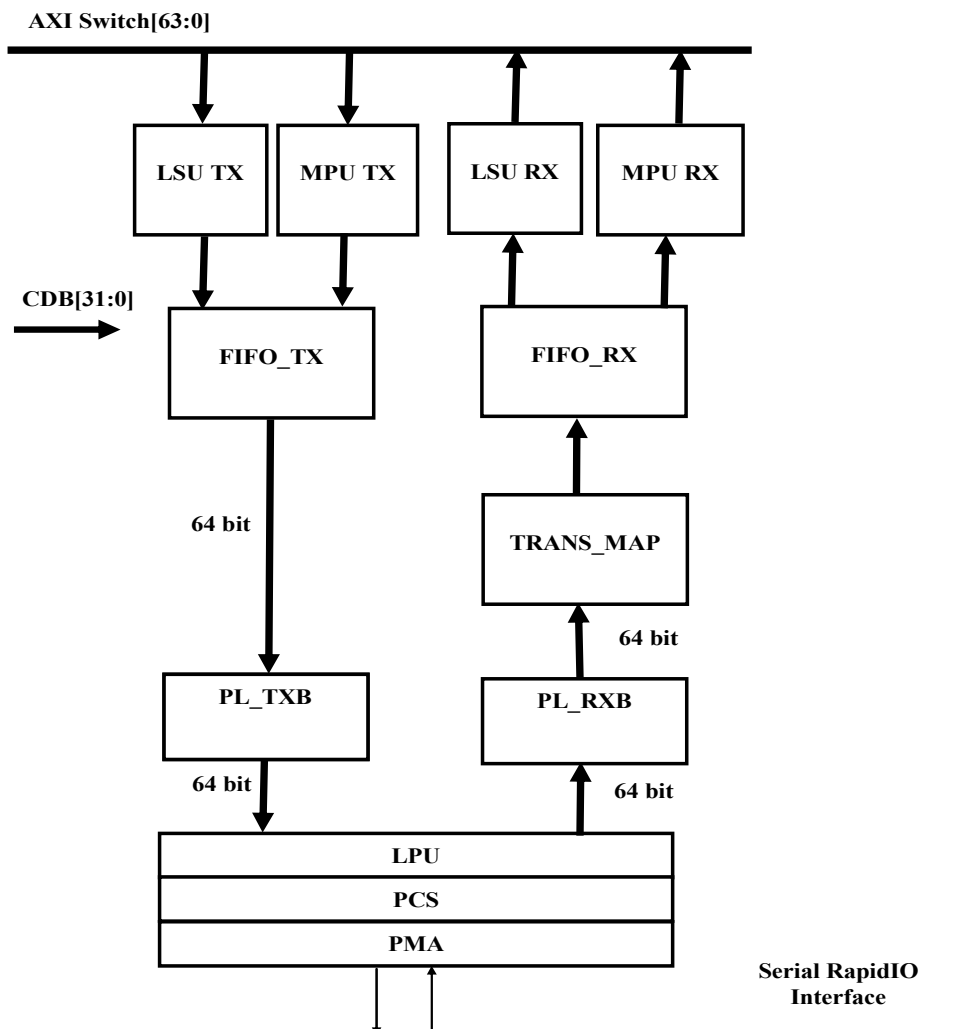 AXI Switch[63:0]
LSU TX
MPU TX
LSU RX
MPU RX
CDB[31:0]
FIFO_TX
FIFO_RX
64 bit
TRANS_MAP
64 bit
PL_TXB
PL_RXB
64 bit
64 bit
LPU
PCS
PMA
Serial RapidIO
Interface